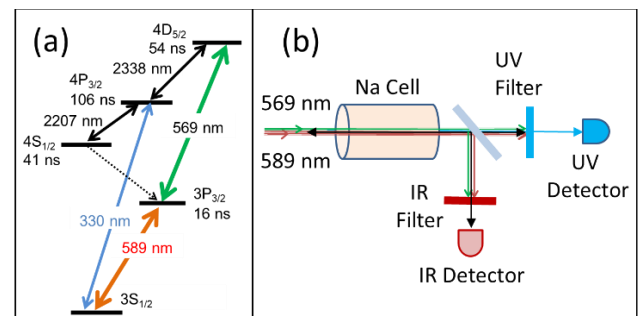 (a)
4D5/2
54 ns
2338 nm
4P3/2
106 ns
2207 nm
569 nm
4S1/2
41 ns
3P3/2
16 ns
330 nm
589 nm
3S1/2
(b)
UV
Filter
Na Cell
569 nm
589 nm
UV
Detector
IR
Filter
IR Detector